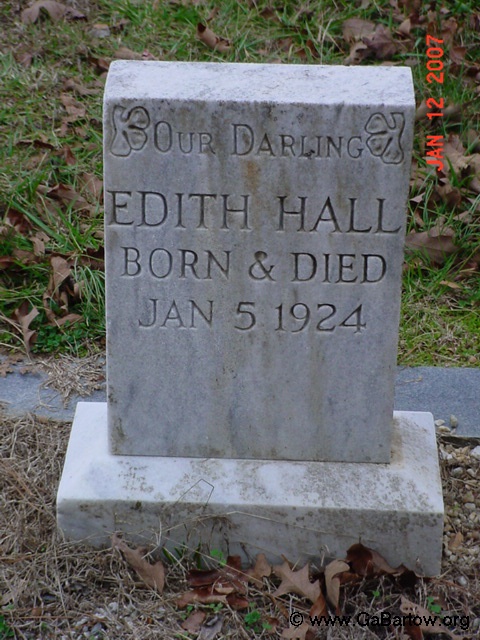 JAN 12 2007
OUR DARLING
EDITH HALL
BORN & DIED
JAN 5 1924
© www.GaBartow.org